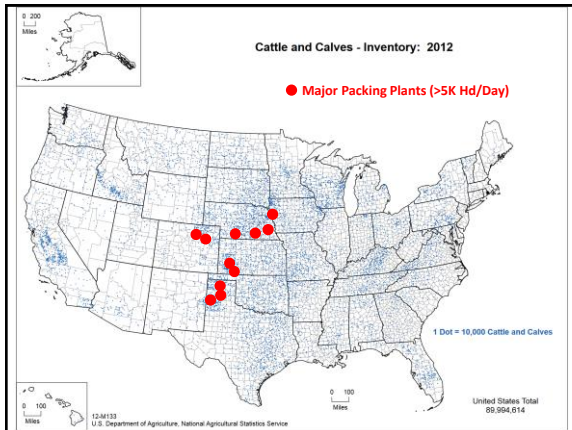 0 200
Miles
Cattle and Calves - Inventory: 2012
Major Packing Plants (>5K Hd/Day)
1 Dot = 10,000 Cattle and Calves
0 100
Miles
0 100
Miles
United States Total
89,994,614
12-M133
U.S. Department of Agriculture, National Agricultural Statistics Service